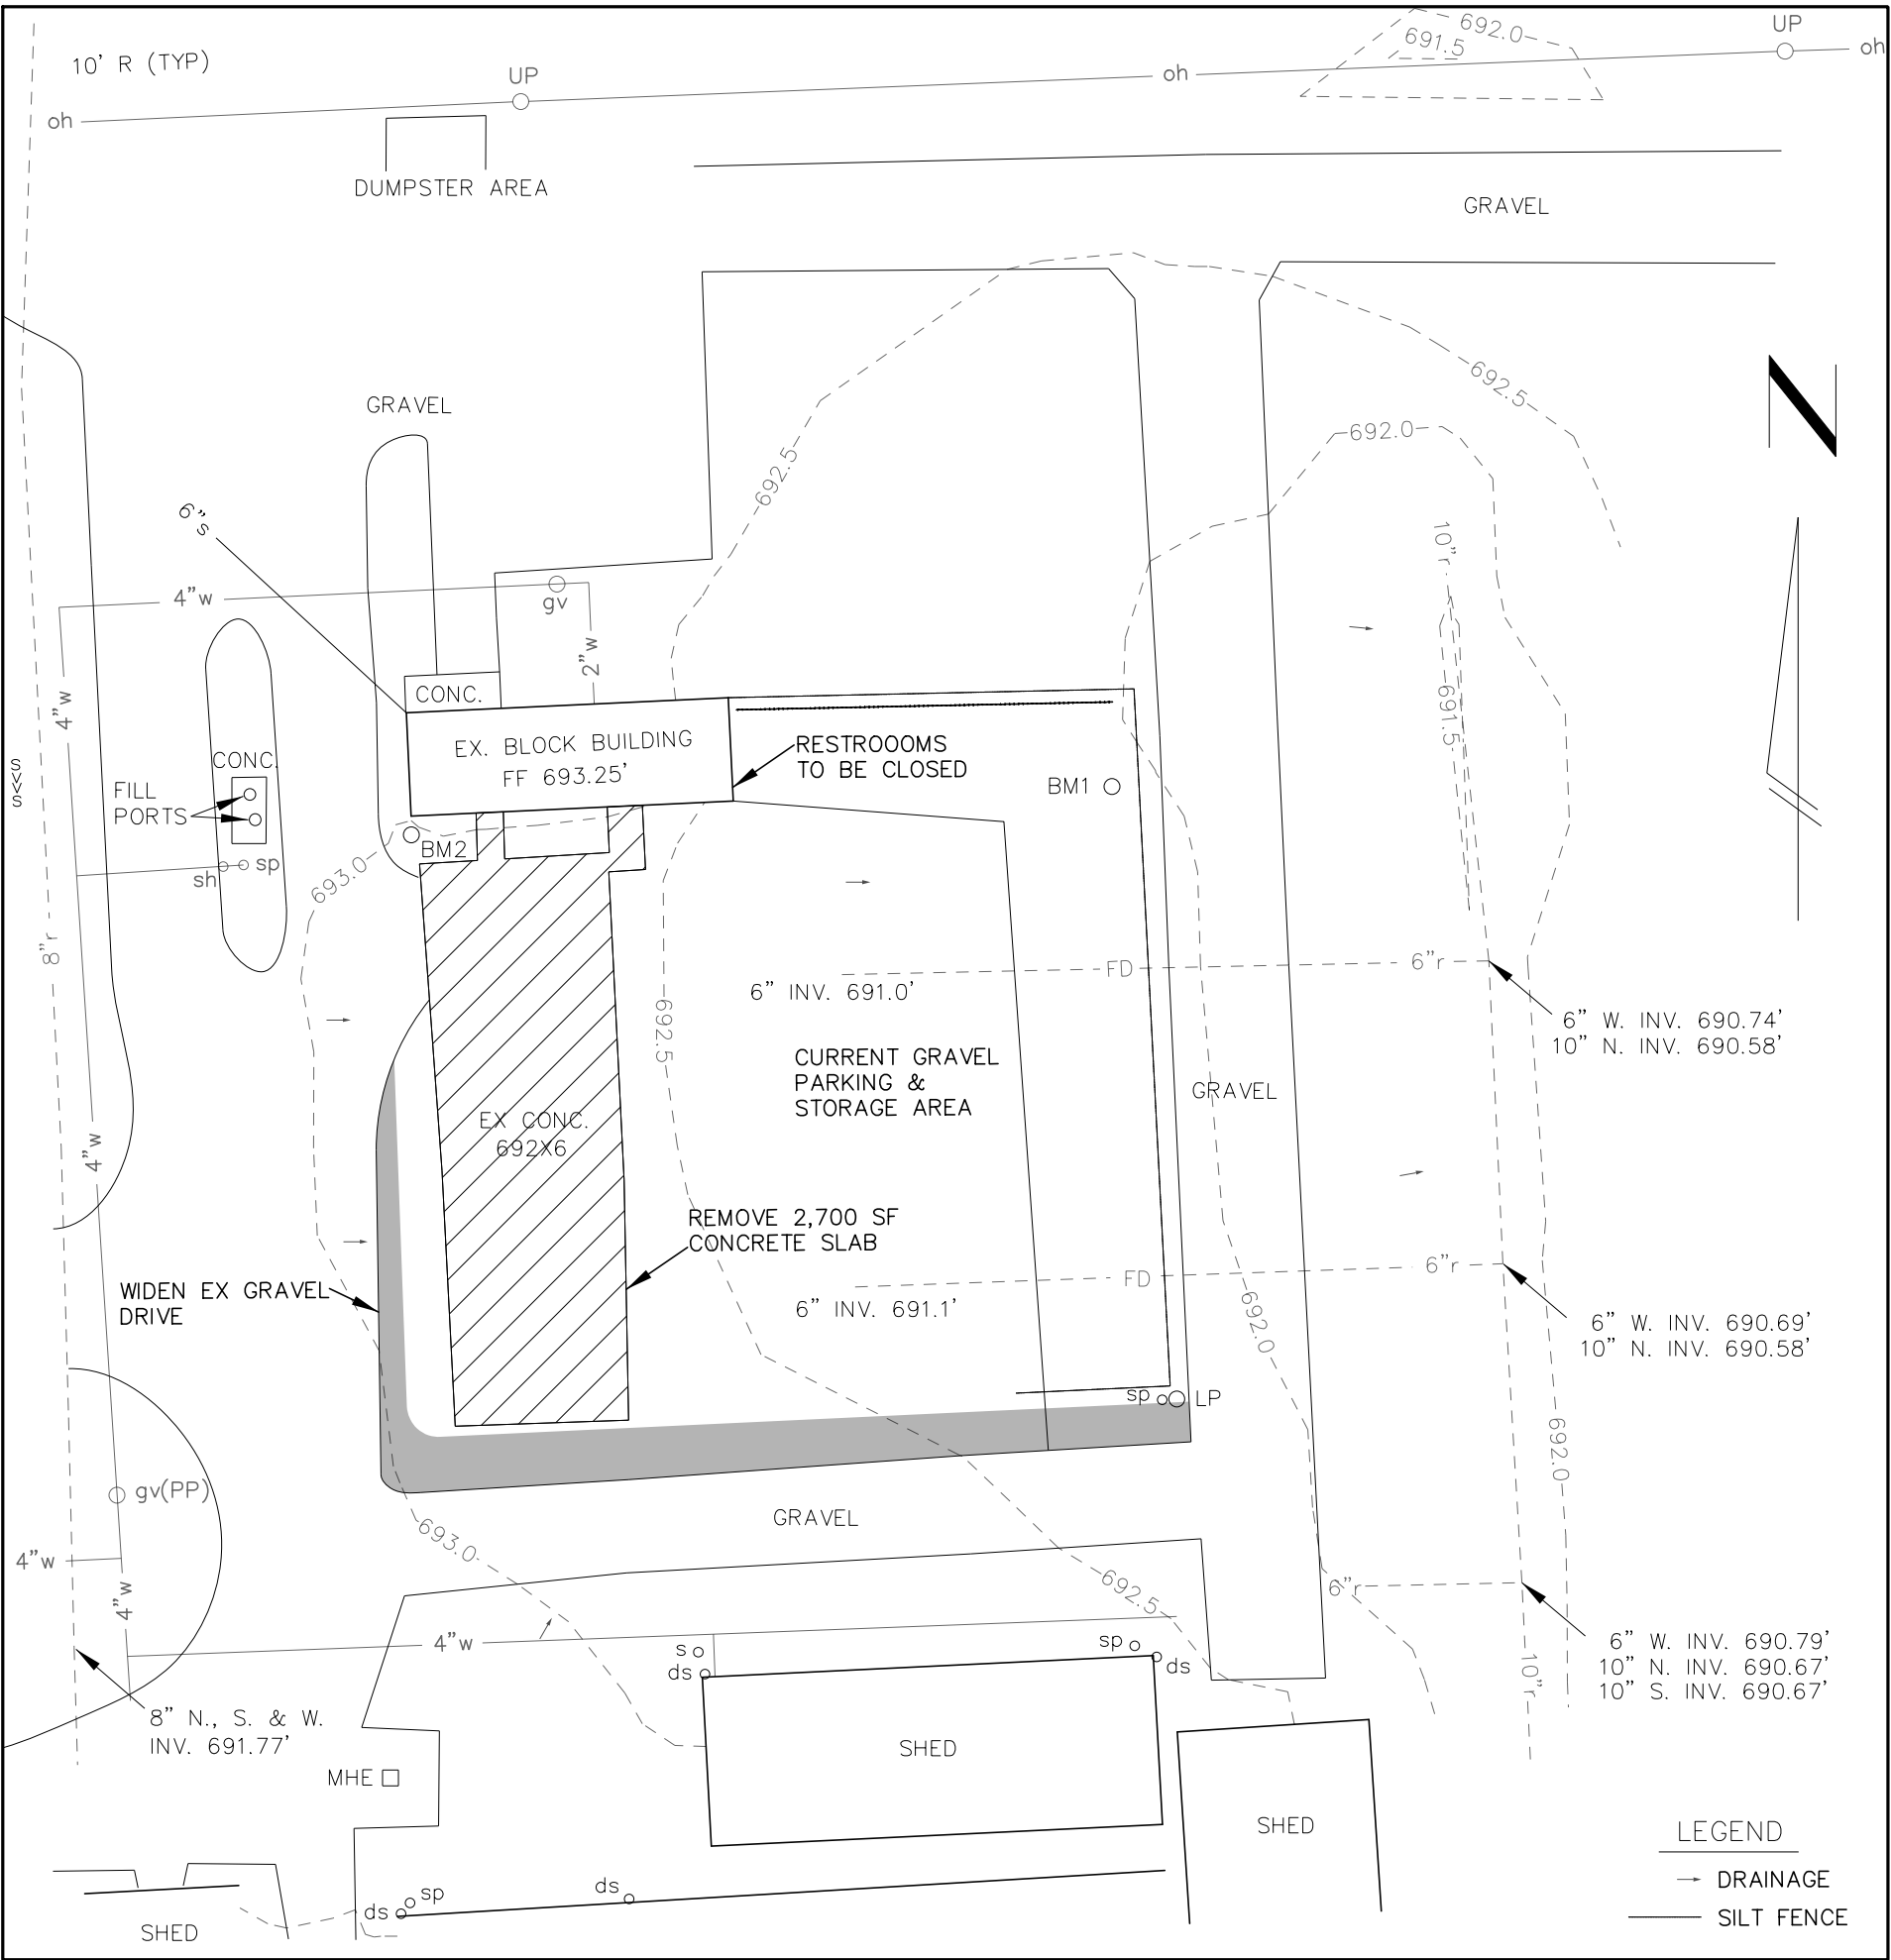 10' R (TYP)
UP
692.0
691.5
UP
oh
oh
oh
DUMPSTER AREA
GRAVEL
692.5
GRAVEL
692.0
692.5
N
6"s
10"r
4"w
gv
2"w
4"w
CONC.
691.5
EX. BLOCK BUILDING
FF 693.25'
RESTROOOMS
TO BE CLOSED
CONC.
SVVS
FILL
PORTS
BM1
BM2
sh
sp
693.0
8"r
FD
6"r
6" INV. 691.0'
692.5
6" W. INV. 690.74'
10" N. INV. 690.58'
CURRENT GRAVEL
PARKING &
STORAGE AREA
GRAVEL
EX CONC.
692X6
4"w
REMOVE 2,700 SF
CONCRETE SLAB
WIDEN EX GRAVEL
DRIVE
FD
6"r
6" INV. 691.1'
692.0
6" W. INV. 690.69'
10" N. INV. 690.58'
sp
LP
692.0
gv(PP)
GRAVEL
693.0
4"w
4"w
692.5
6"r
4"w
s
ds
sp
ds
6" W. INV. 690.79'
10" N. INV. 690.67'
10" S. INV. 690.67'
10"r
8" N., S. & W.
INV. 691.77'
SHED
MHE
SHED
LEGEND
DRAINAGE
SILT FENCE
ds
sp
ds
SHED